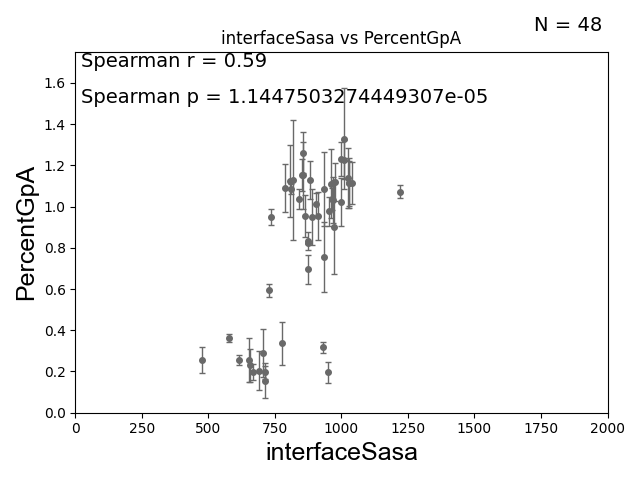 N = 48
interfaceSasa vs PercentGpA
Spearman r = 0.59
Spearman p = 1.1447503274449307e-05
PercentGpA
1.6
1.4
1.2
1.0
0.8
0.6
0.4
0.2
0.0
0 250 500 750 1000 1250 1500 1750 2000
interfaceSasa